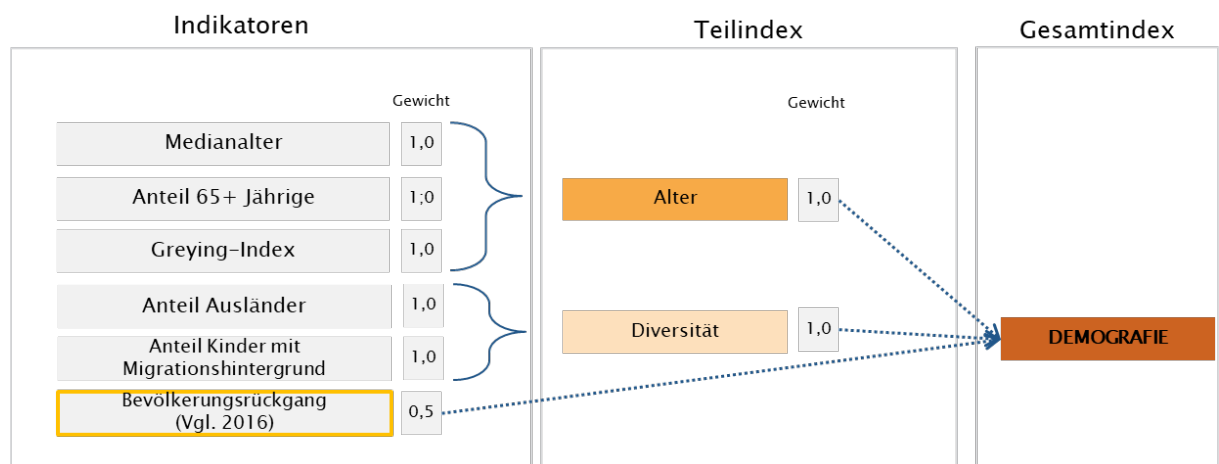 Indikatoren
Teilindex
Gesamtindex
Gewicht
Gewicht
Medianalter
1,0
Anteil 65+ Jährige
1;0
Alter
1,0
Greying-Index
1,0
Anteil Ausländer
1,0
Diversität
1,0
DEMOGRAFIE
Anteil Kinder mit
Migrationshintergrund
1,0
Bevölkerungsrückgang
(Vgl. 2016)
0,5